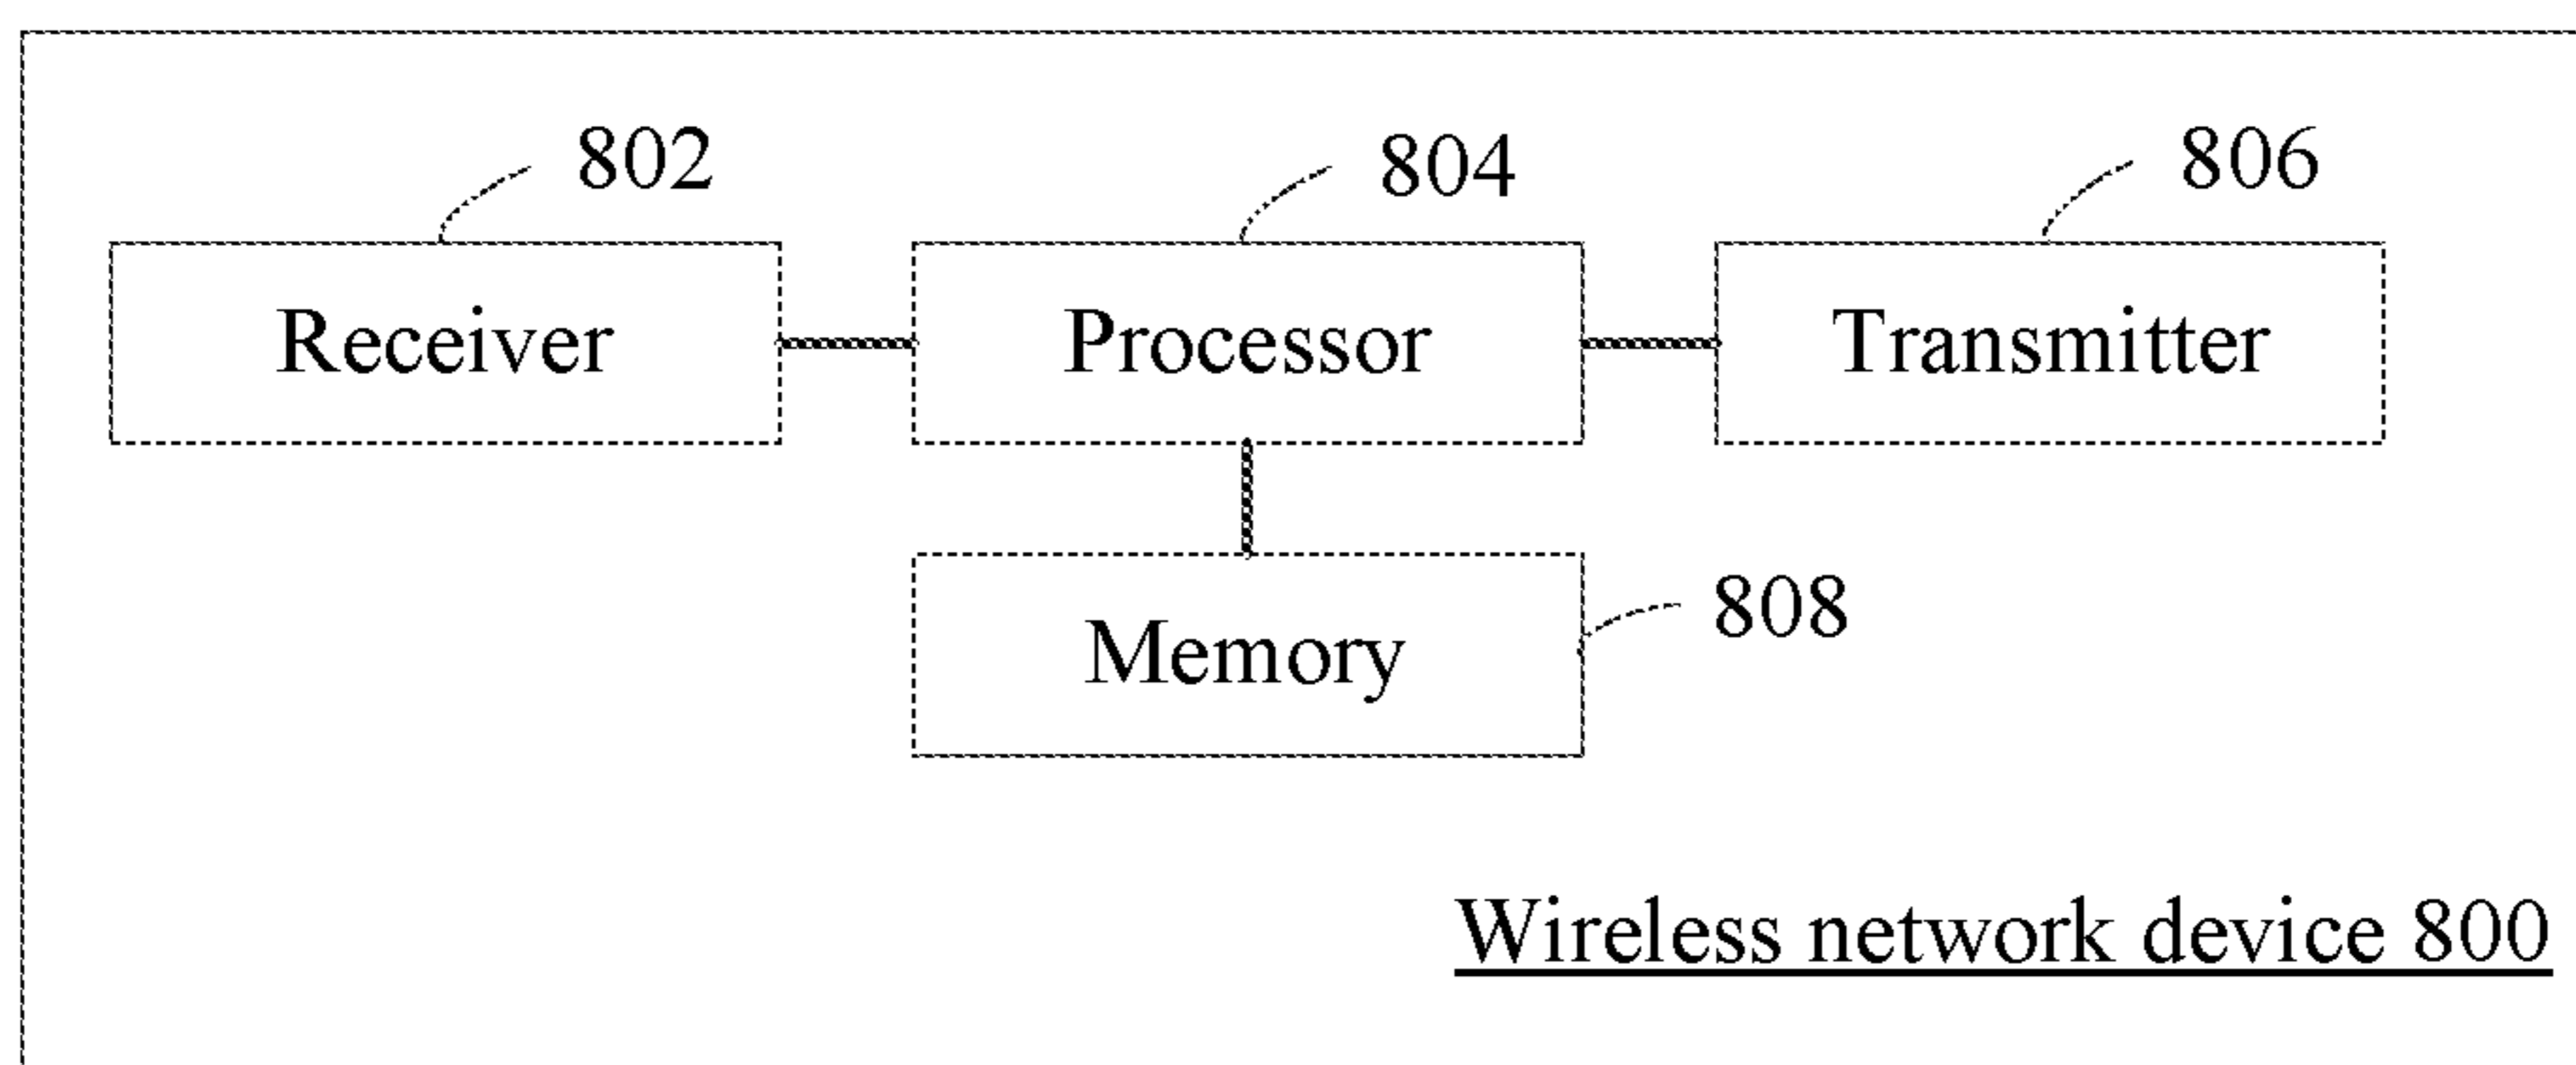 802
804
806
Receiver
Processor
Transmitter
Memory
808
Wireless network device 800